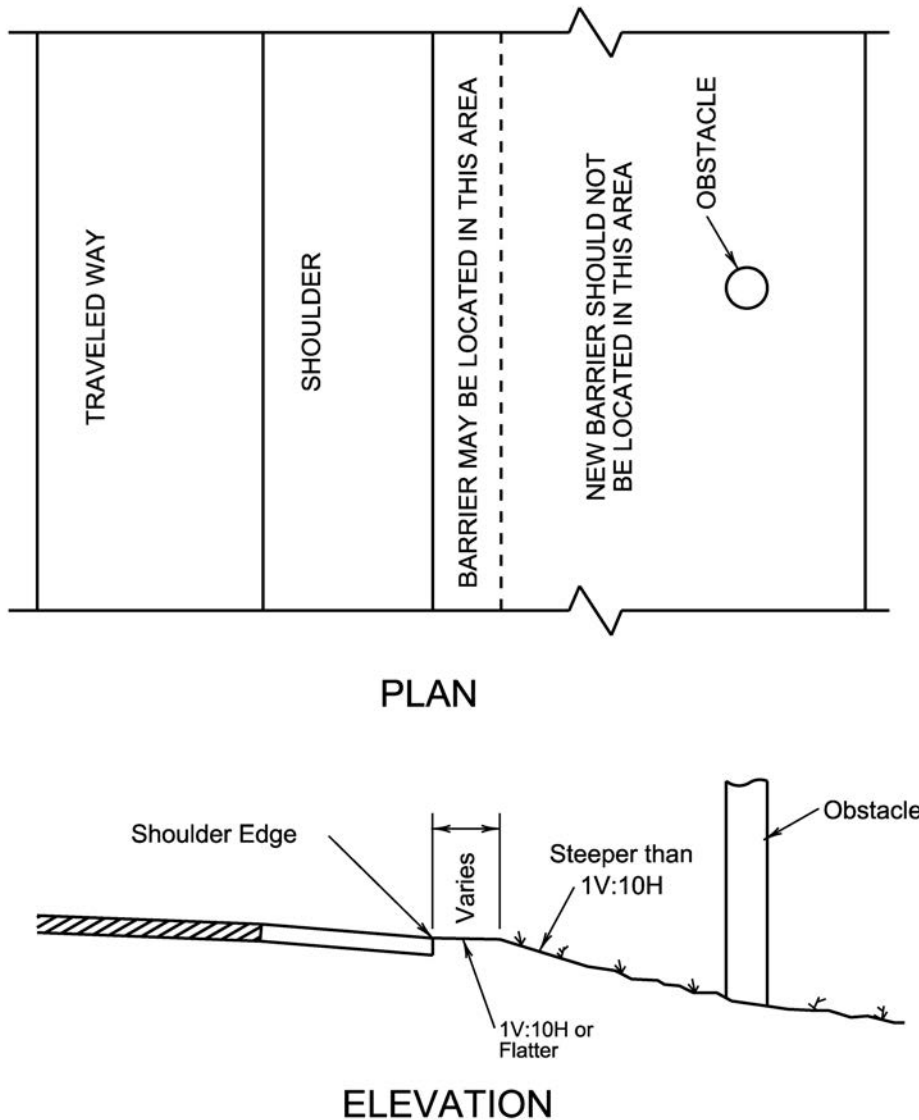 TRAVELED WAY
SHOULDER
BARRIER MAY BE LOCATED IN THIS AREA
NEW BARRIER SHOULD NOT
BE LOCATED IN THIS AREA
OBSTACLE
PLAN
Shoulder Edge
Varies
Steeper than
1V:10H
Obstacle
1V:10H or
Flatter
ELEVATION